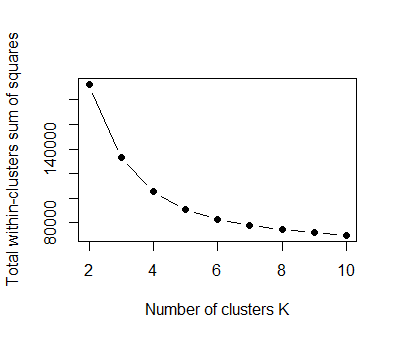 Total within-clusters sum of squares
140000
80000
2 4 6 8 10
Number of clusters K